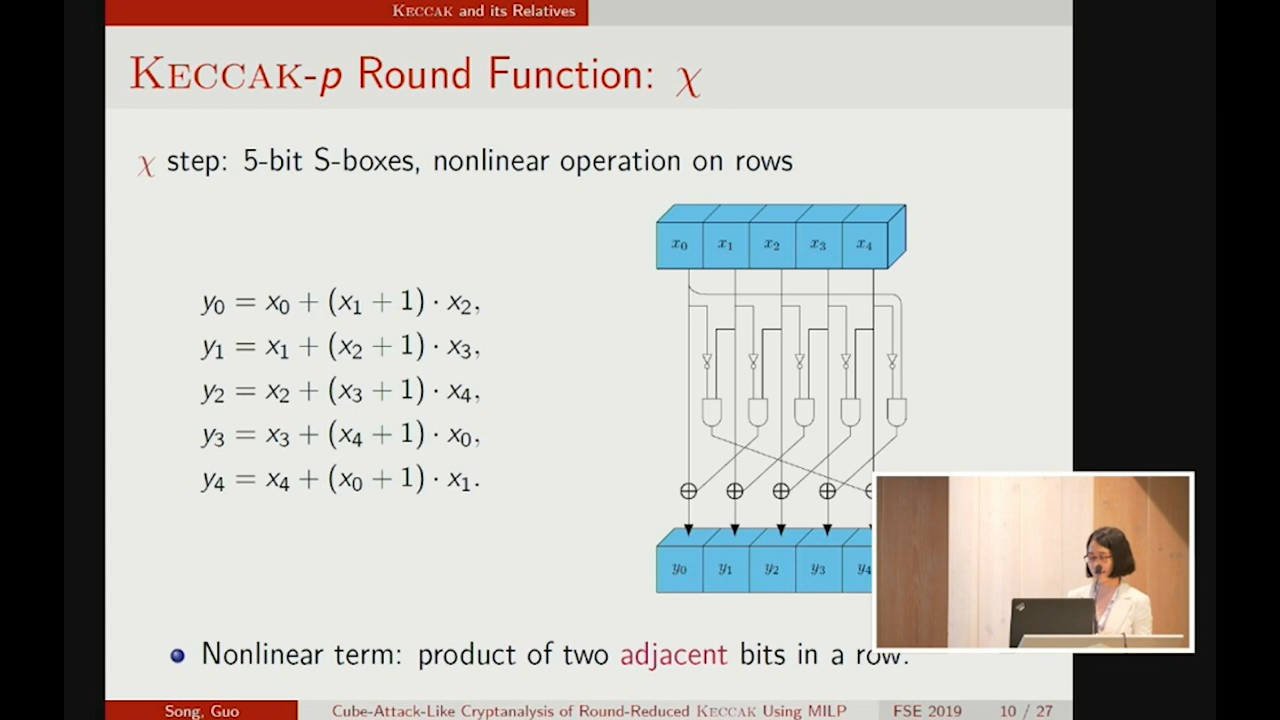 KECCAK and its Relatives
KECCAK-p Round Function: χ
χ step: 5-bit S-boxes, nonlinear operation on rows
x₀ x₁ x₂ x₃ x₄
y₀ = x₀ + (x₁ + 1) · x₂,
y₁ = x₁ + (x₂ + 1) · x₃,
y₂ = x₂ + (x₃ + 1) · x₄,
y₃ = x₃ + (x₄ + 1) · x₀,
y₄ = x₄ + (x₀ + 1) · x₁.
y₀ y₁ y₂ y₃ y₄
Nonlinear term: product of two adjacent bits in a row.
Song, Guo Cube-Attack-Like Cryptanalysis of Round-Reduced KECCAK Using MILP FSE 2019 10 / 27